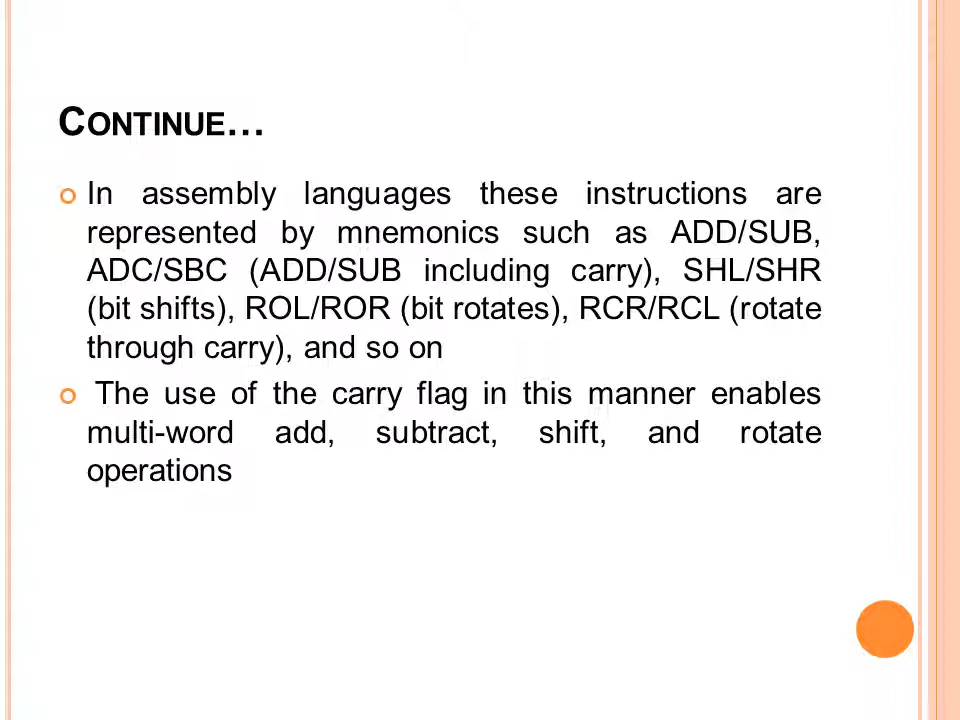 CONTINUE…
In assembly languages these instructions are
represented by mnemonics such as ADD/SUB,
ADC/SBC (ADD/SUB including carry), SHL/SHR
(bit shifts), ROL/ROR (bit rotates), RCR/RCL (rotate
through carry), and so on
The use of the carry flag in this manner enables
multi-word add, subtract, shift, and rotate
operations